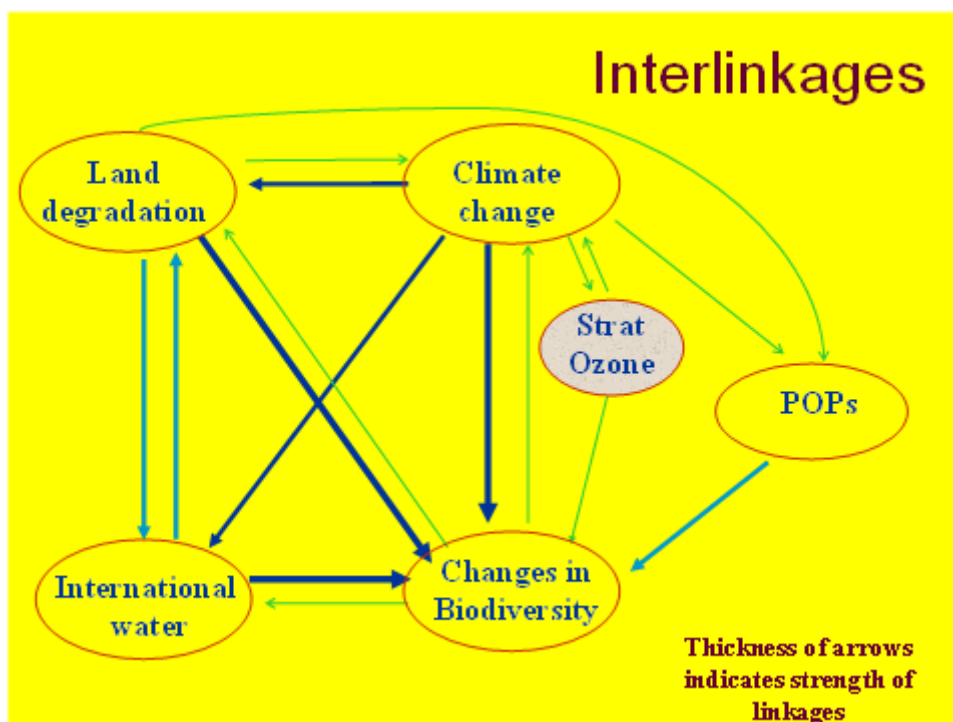 Interlinkages
Land
degradation
Climate
change
Strat
Ozone
POPs
International
water
Changes in
Biodiversity
Thickness of arrows
indicates strength of
linkages